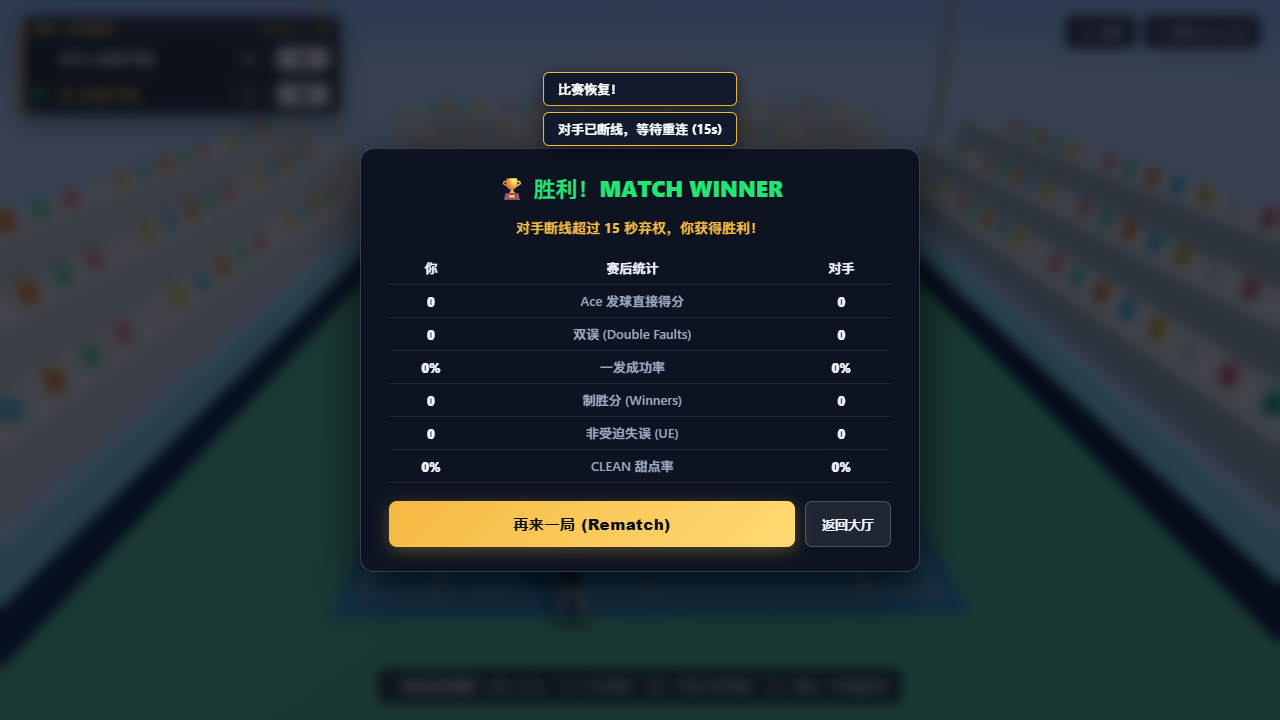 比赛恢复!
对手已断线，等待重连 (15s)
🏆 胜利！MATCH WINNER
对手断线超过 15 秒弃权，你获得胜利!
你 赛后统计 对手
0 Ace 发球直接得分 0
0 双误 (Double Faults) 0
0% 一发成功率 0%
0 制胜分 (Winners) 0
0 非受迫失误 (UE) 0
0% CLEAN 甜点率 0%
再来一局 (Rematch) 返回大厅